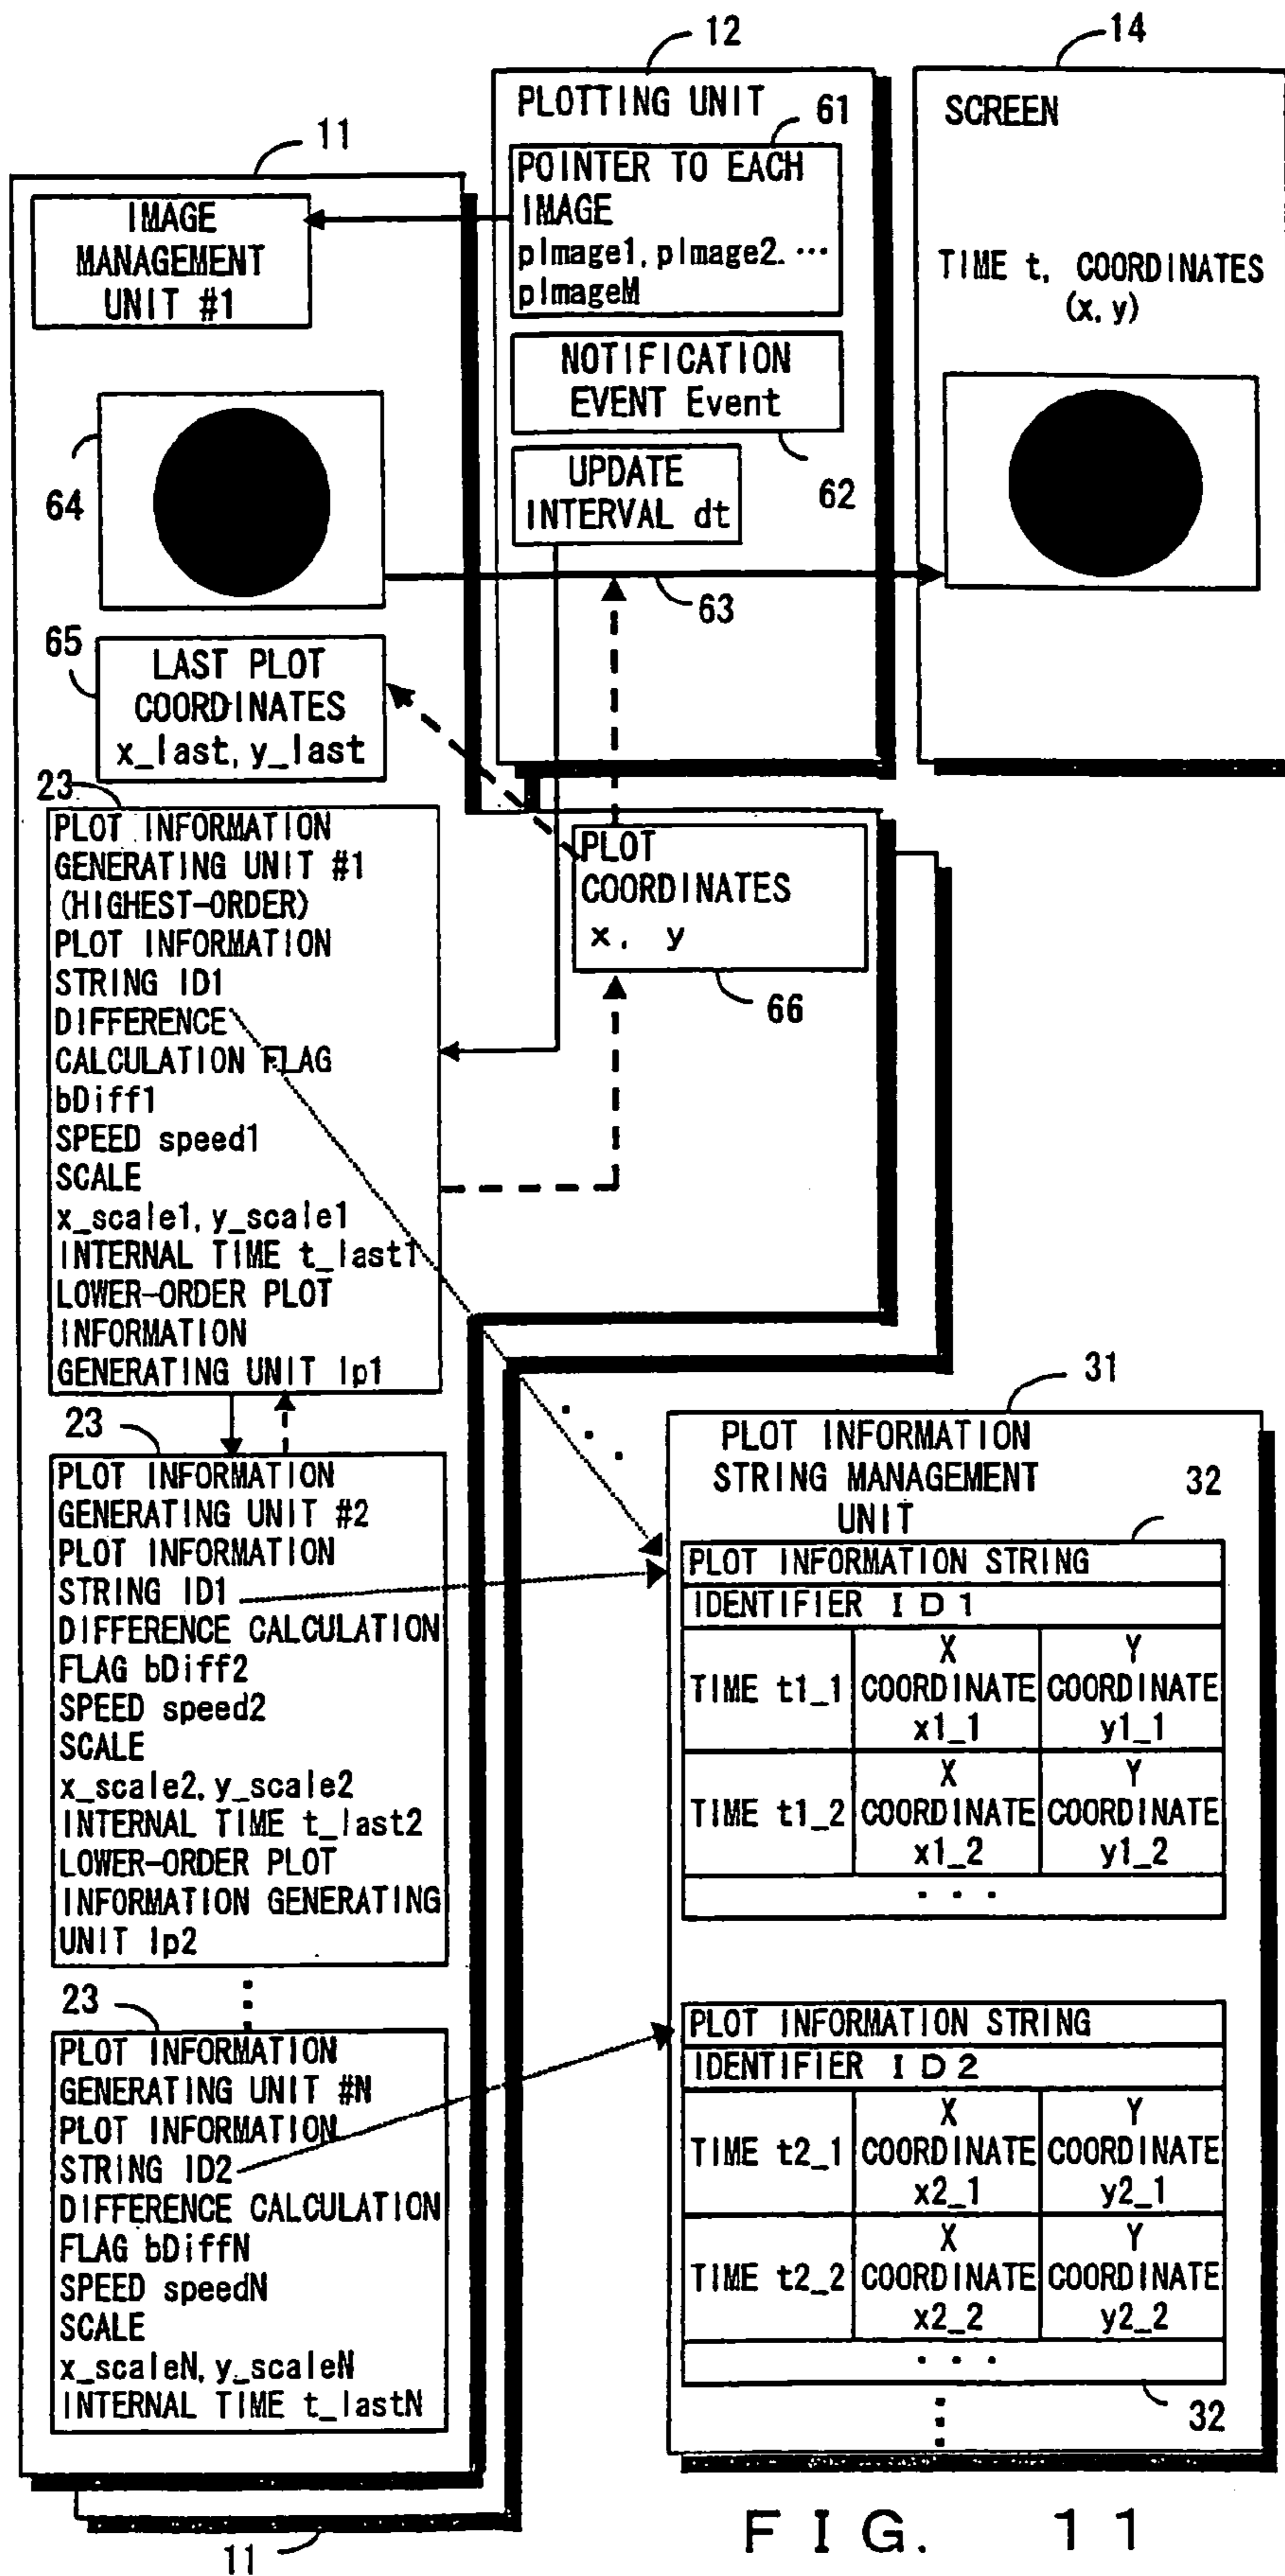 12
14
PLOTTING UNIT
61
POINTER TO EACH
IMAGE
pImage1, pImage2. ...
pImageM
NOTIFICATION
EVENT Event
62
UPDATE
INTERVAL dt
63
SCREEN
TIME t, COORDINATES
(x, y)
11
IMAGE
MANAGEMENT
UNIT #1
64
65
LAST PLOT
COORDINATES
x_last, y_last
23
PLOT INFORMATION
GENERATING UNIT #1
(HIGHEST-ORDER)
PLOT INFORMATION
STRING ID1
DIFFERENCE
CALCULATION FLAG
bDiff1
SPEED speed1
SCALE
x_scale1, y_scale1
INTERNAL TIME t_last1
LOWER-ORDER PLOT
INFORMATION
GENERATING UNIT lp1
PLOT
COORDINATES
x, y
66
23
PLOT INFORMATION
GENERATING UNIT #2
PLOT INFORMATION
STRING ID1
DIFFERENCE CALCULATION
FLAG bDiff2
SPEED speed2
SCALE
x_scale2, y_scale2
INTERNAL TIME t_last2
LOWER-ORDER PLOT
INFORMATION GENERATING
UNIT lp2
23
PLOT INFORMATION
GENERATING UNIT #N
PLOT INFORMATION
STRING ID2
DIFFERENCE CALCULATION
FLAG bDiffN
SPEED speedN
SCALE
x_scaleN, y_scaleN
INTERNAL TIME t_lastN
11
31
PLOT INFORMATION
STRING MANAGEMENT
UNIT
32
PLOT INFORMATION STRING
IDENTIFIER ID1
TIME t1_1
X
COORDINATE
x1_1
Y
COORDINATE
y1_1
TIME t1_2
X
COORDINATE
x1_2
Y
COORDINATE
y1_2
...
PLOT INFORMATION STRING
IDENTIFIER ID2
TIME t2_1
X
COORDINATE
x2_1
Y
COORDINATE
y2_1
TIME t2_2
X
COORDINATE
x2_2
Y
COORDINATE
y2_2
...
32
FIG. 11